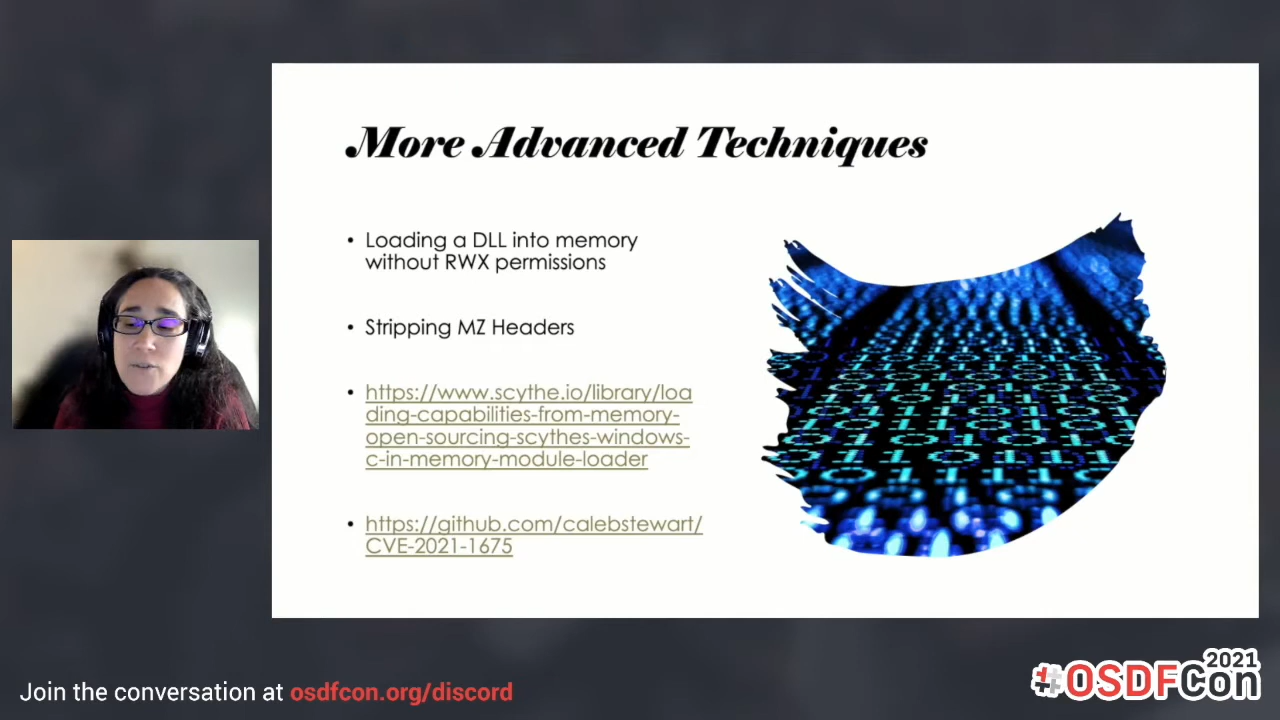 More Advanced Techniques
• Loading a DLL into memory
without RWX permissions
• Stripping MZ Headers
• https://www.scythe.io/library/loa
ding-capabilities-from-memory-
open-sourcing-scythes-windows-
c-in-memory-module-loader
• https://github.com/calebstewart/
CVE-2021-1675
Join the conversation at osdfcon.org/discord
2021
#OSDFCon